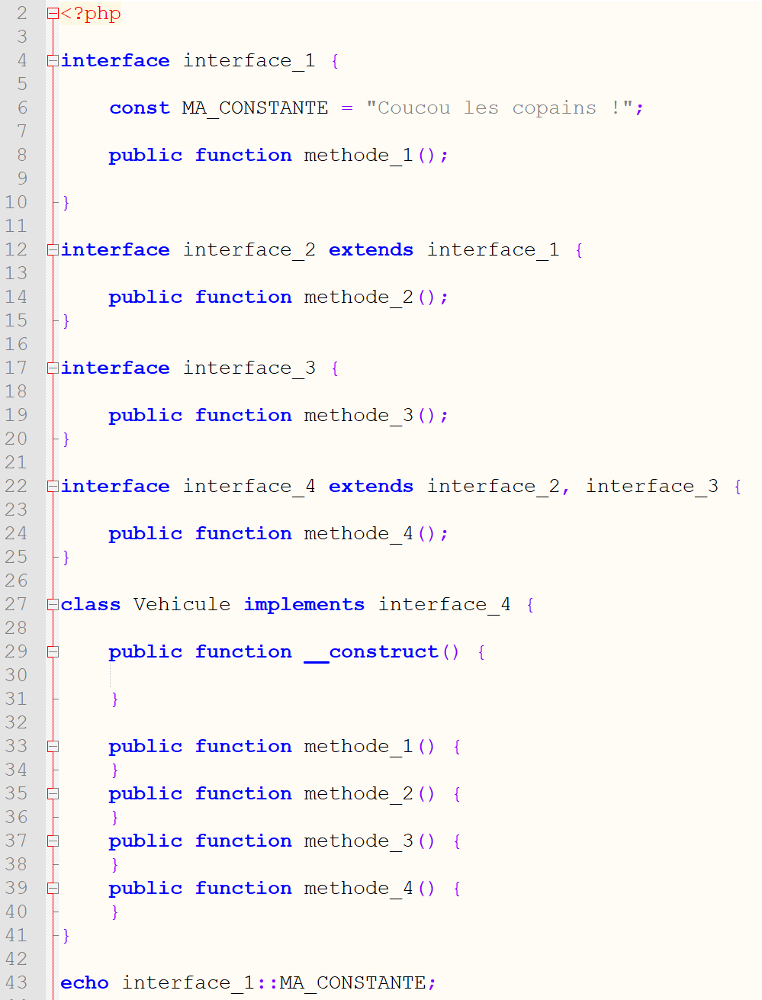 2 <?php
3
4 interface interface_1 {
5
6 const MA_CONSTANTE = "Coucou les copains !";
7
8 public function methode_1();
9
10 }
11
12 interface interface_2 extends interface_1 {
13
14 public function methode_2();
15 }
16
17 interface interface_3 {
18
19 public function methode_3();
20 }
21
22 interface interface_4 extends interface_2, interface_3 {
23
24 public function methode_4();
25 }
26
27 class Vehicule implements interface_4 {
28
29 public function __construct() {
30
31 }
32
33 public function methode_1() {
34 }
35 public function methode_2() {
36 }
37 public function methode_3() {
38 }
39 public function methode_4() {
40 }
41 }
42
43 echo interface_1::MA_CONSTANTE;